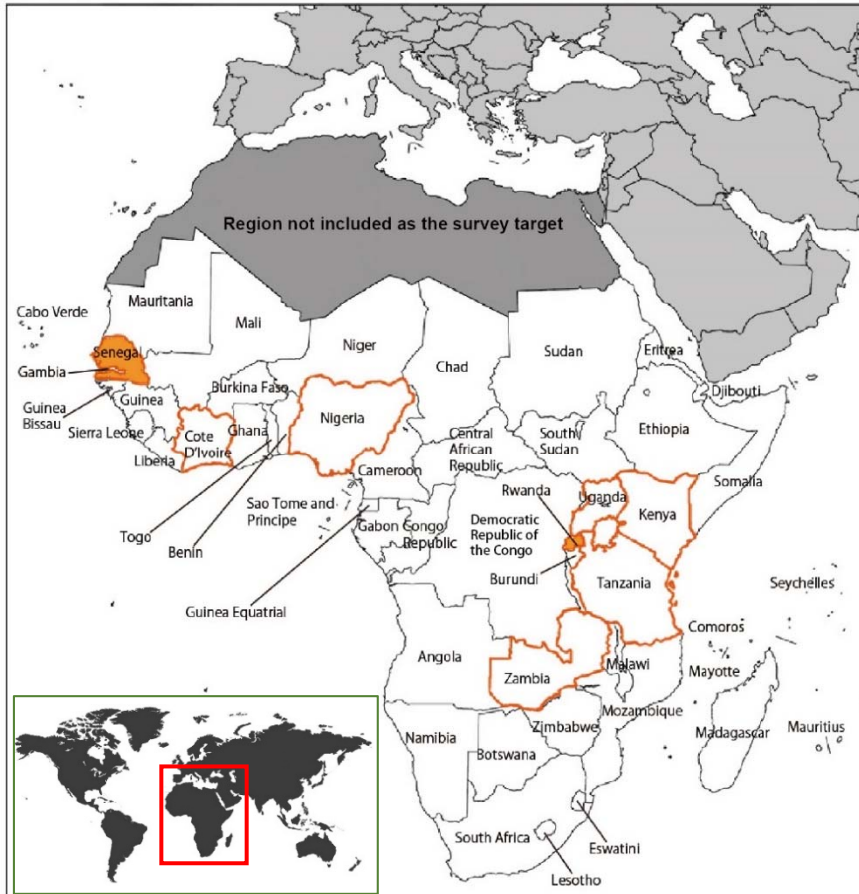 Region not included as the survey target
Mauritania
Cabo Verde
Mali
Niger
Sudan
Chad
Eritrea
Senegal
Gambia
Djibouti
Burkina Faso
Guinea
Guinea
Bissau
Nigeria
Ghana
Cote
D'Ivoire
Sierra Leone
Ethiopia
South
Sudan
Central
African
Republic
Liberia
Cameroon
Somalia
Rwanda
Uganda
Sao Tome and
Principe
Kenya
Democratic
Republic
of the Congo
Gabon
Congo
Republic
Togo
Benin
Burundi
Tanzania
Seychelles
Guinea Equatrial
Comoros
Angola
Malawi
Mayotte
Zambia
Mozambique
Zimbabwe
Madagascar
Mauritius
Namibia
Botswana
South Africa
Eswatini
Lesotho